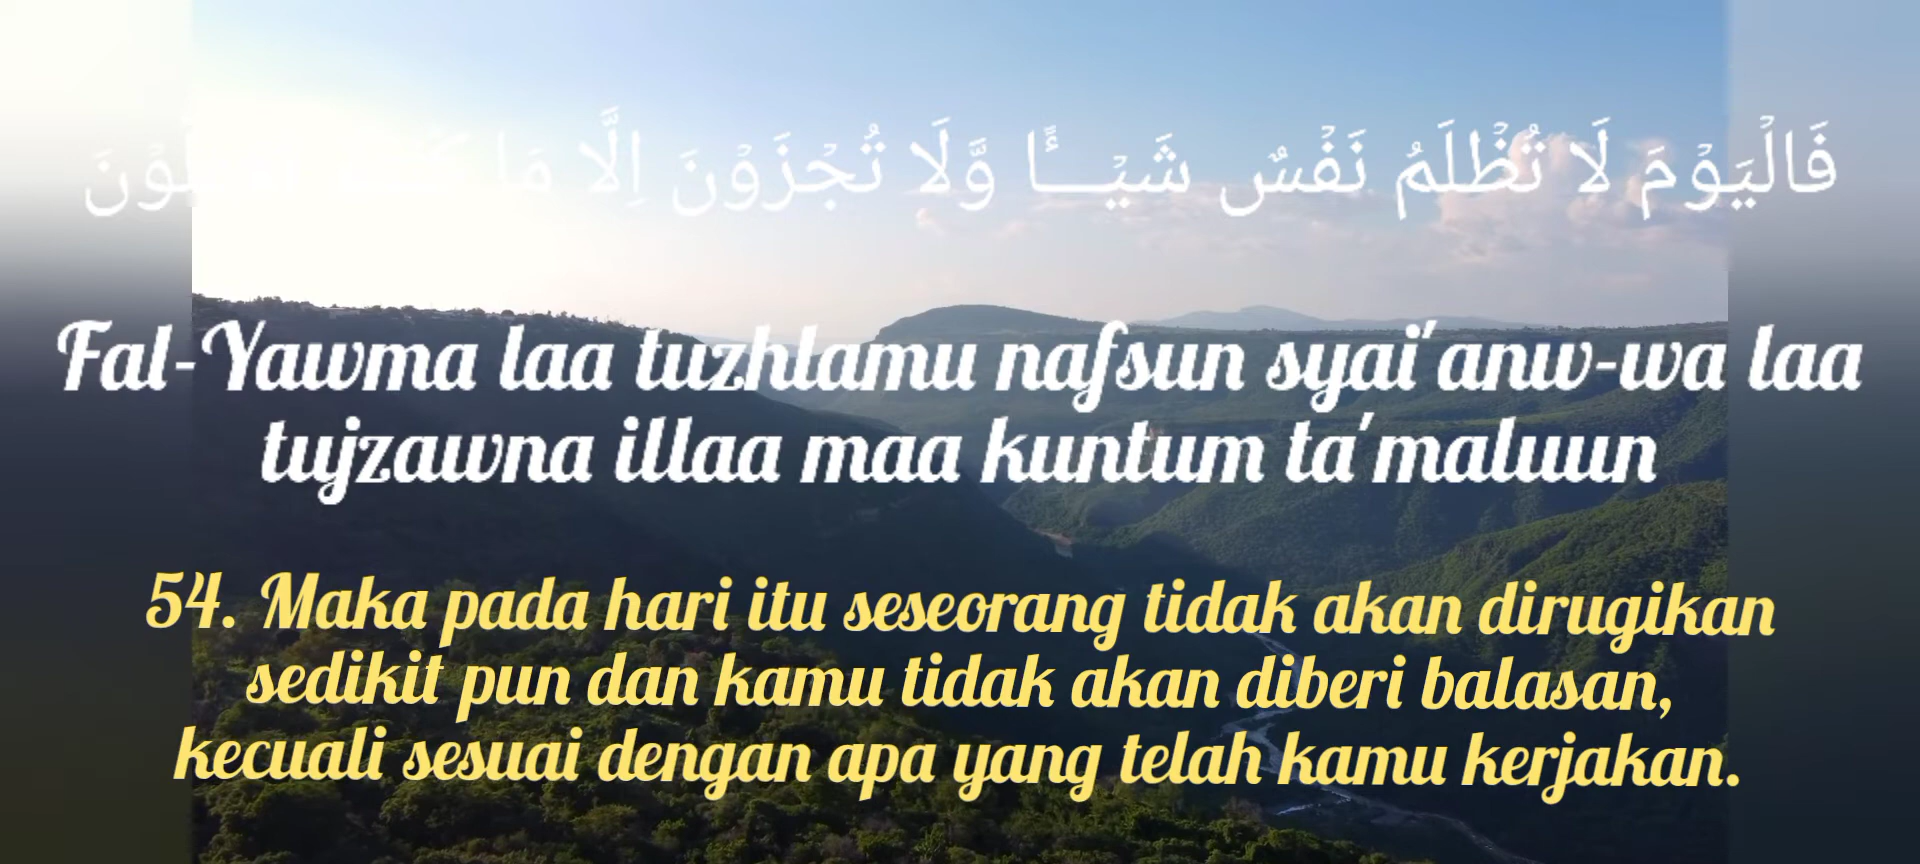 فَالْيَوْمَ لَا تُظْلَمُ نَفْسٌ شَيْـــًٔا وَّلَا تُجْزَوْنَ اِلَّا مَا
Fal-Yawma laa tuzhlamu nafsun syai'anw-wa laa
tujzawna illaa maa kuntum ta'maluun
54. Maka pada hari itu seseorang tidak akan dirugikan
sedikit pun dan kamu tidak akan diberi balasan,
kecuali sesuai dengan apa yang telah kamu kerjakan.